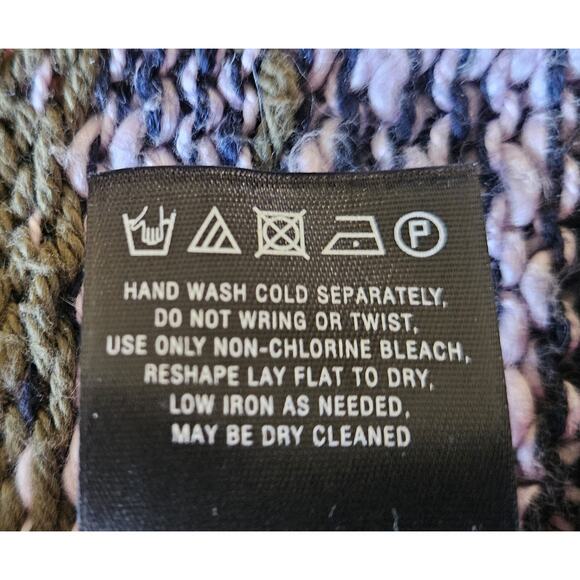 P
HAND WASH COLD SEPARATELY,
DO NOT WRING OR TWIST,
USE ONLY NON-CHLORINE BLEACH,
RESHAPE LAY FLAT TO DRY,
LOW IRON AS NEEDED,
MAY BE DRY CLEANED